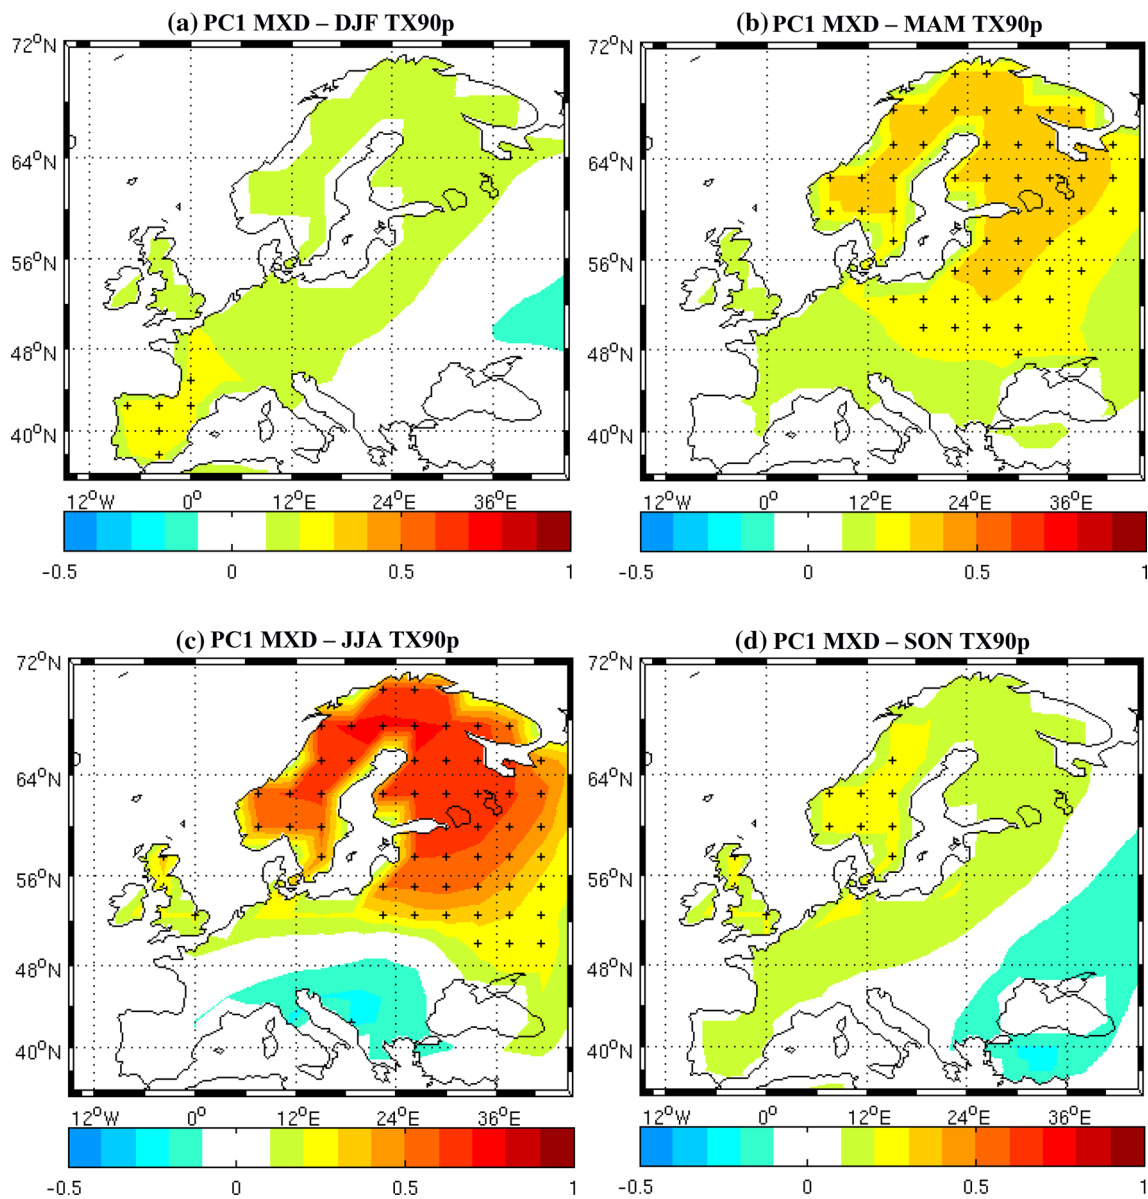 (a) PC1 MXD – DJF TX90p
72°N
64°N
56°N
48°N
40°N
12°W 0° 12°E 24°E 36°E
-0.5 0 0.5 1
(b) PC1 MXD – MAM TX90p
72°N
64°N
56°N
48°N
40°N
12°W 0° 12°E 24°E 36°E
-0.5 0 0.5 1
(c) PC1 MXD – JJA TX90p
72°N
64°N
56°N
48°N
40°N
12°W 0° 12°E 24°E 36°E
-0.5 0 0.5 1
(d) PC1 MXD – SON TX90p
72°N
64°N
56°N
48°N
40°N
12°W 0° 12°E 24°E 36°E
-0.5 0 0.5 1